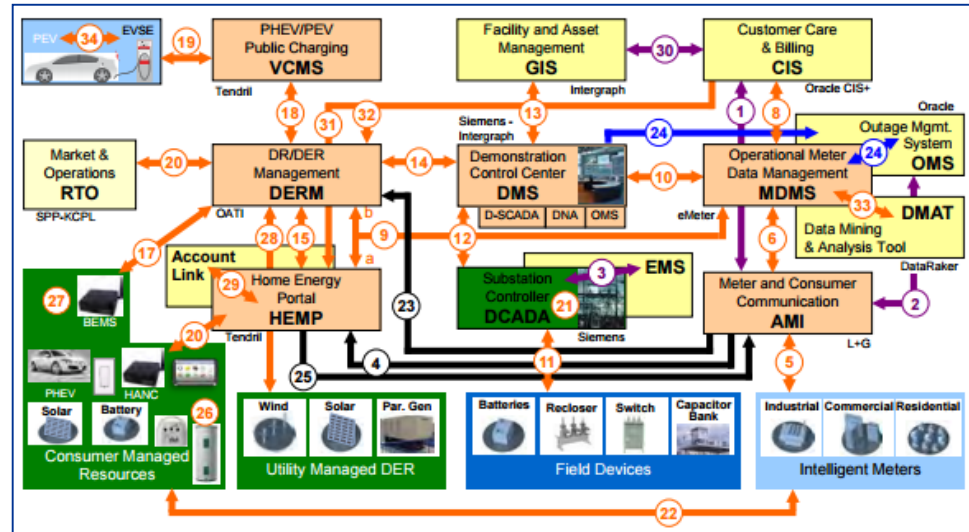 PEV
34
EVSE
19
PHEV/PEV
Public Charging
VCMS
Tendril
Facility and Asset
Management
GIS
Intergraph
30
Customer Care
& Billing
CIS
Oracle CIS+
18
31
32
13
1
8
Oracle
Siemens -
Intergraph
24
Outage Mgmt.
System
OMS
24
Market &
Operations
RTO
SPP-KCPL
20
DR/DER
Management
DERM
OATI
14
Demonstration
Control Center
DMS
D-SCADA
DNA
OMS
10
Operational Meter
Data Management
MDMS
eMeter
33
DMAT
Data Mining
& Analysis Tool
DataRaker
17
28
15
b
9
a
12
6
Account
Link
29
Home Energy
Portal
HEMP
Tendril
23
Substation
Controller
DCADA
21
3
EMS
Siemens
Meter and Consumer
Communication
AMI
L+G
2
27
BEMS
20
25
4
11
5
PHEV
HANC
Solar
Battery
26
Consumer Managed
Resources
Wind
Solar
Par. Gen
Utility Managed DER
Batteries
Recloser
Switch
Capacitor
Bank
Field Devices
Industrial
Commercial
Residential
Intelligent Meters
22